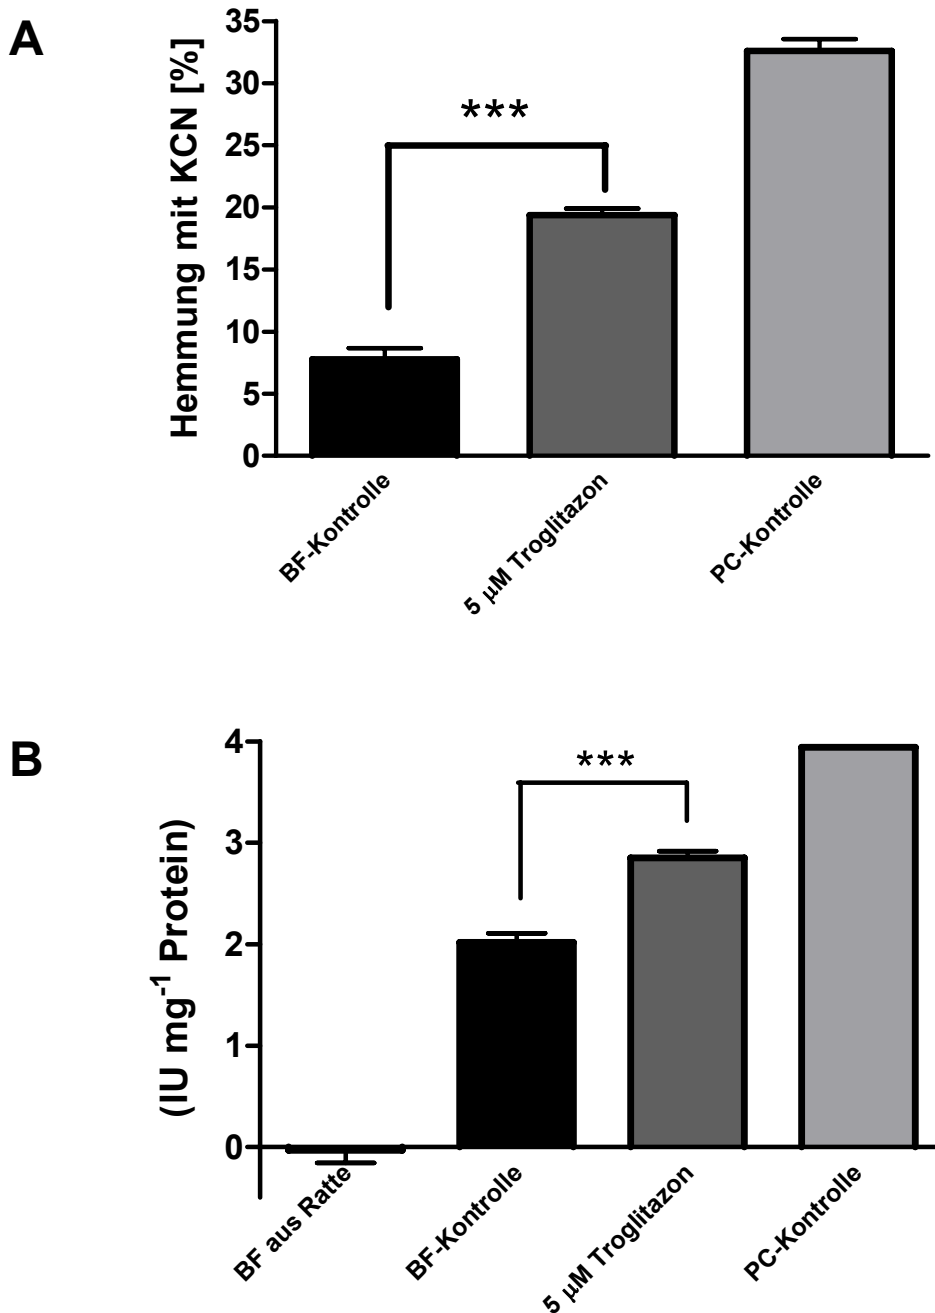 A
Hemmung mit KCN [%]
35
30
25
20
15
10
5
0
***
BF-Kontrolle
5 µM Troglitazon
PC-Kontrolle
B
(IU mg⁻¹ Protein)
4
3
2
1
0
***
BF aus Ratte
BF-Kontrolle
5 µM Troglitazon
PC-Kontrolle